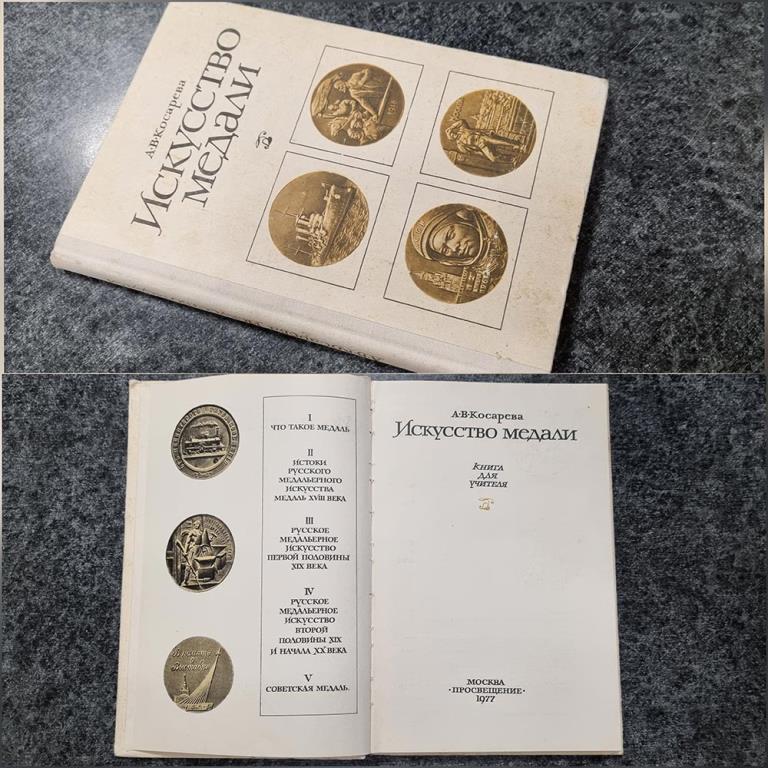 А·В·Косарева
Искусство
медали
I
ЧТО ТАКОЕ МЕДАЛЬ
II
ИСТОКИ
РУССКОГО
МЕДАЛЬЕРНОГО
ИСКУССТВА
МЕДАЛЬ XVIII ВЕКА
III
РУССКОЕ
МЕДАЛЬЕРНОЕ
ИСКУССТВО
ПЕРВОЙ ПОЛОВИНЫ
XIX ВЕКА
IV
РУССКОЕ
МЕДАЛЬЕРНОЕ
ИСКУССТВО
ВТОРОЙ
ПОЛОВИНЫ XIX
И НАЧАЛА XX ВЕКА
V
СОВЕТСКАЯ МЕДАЛЬ.
А·В·Косарева
Искусство медали
Книга
для
учителя
МОСКВА
·ПРОСВЕЩЕНИЕ·
1977